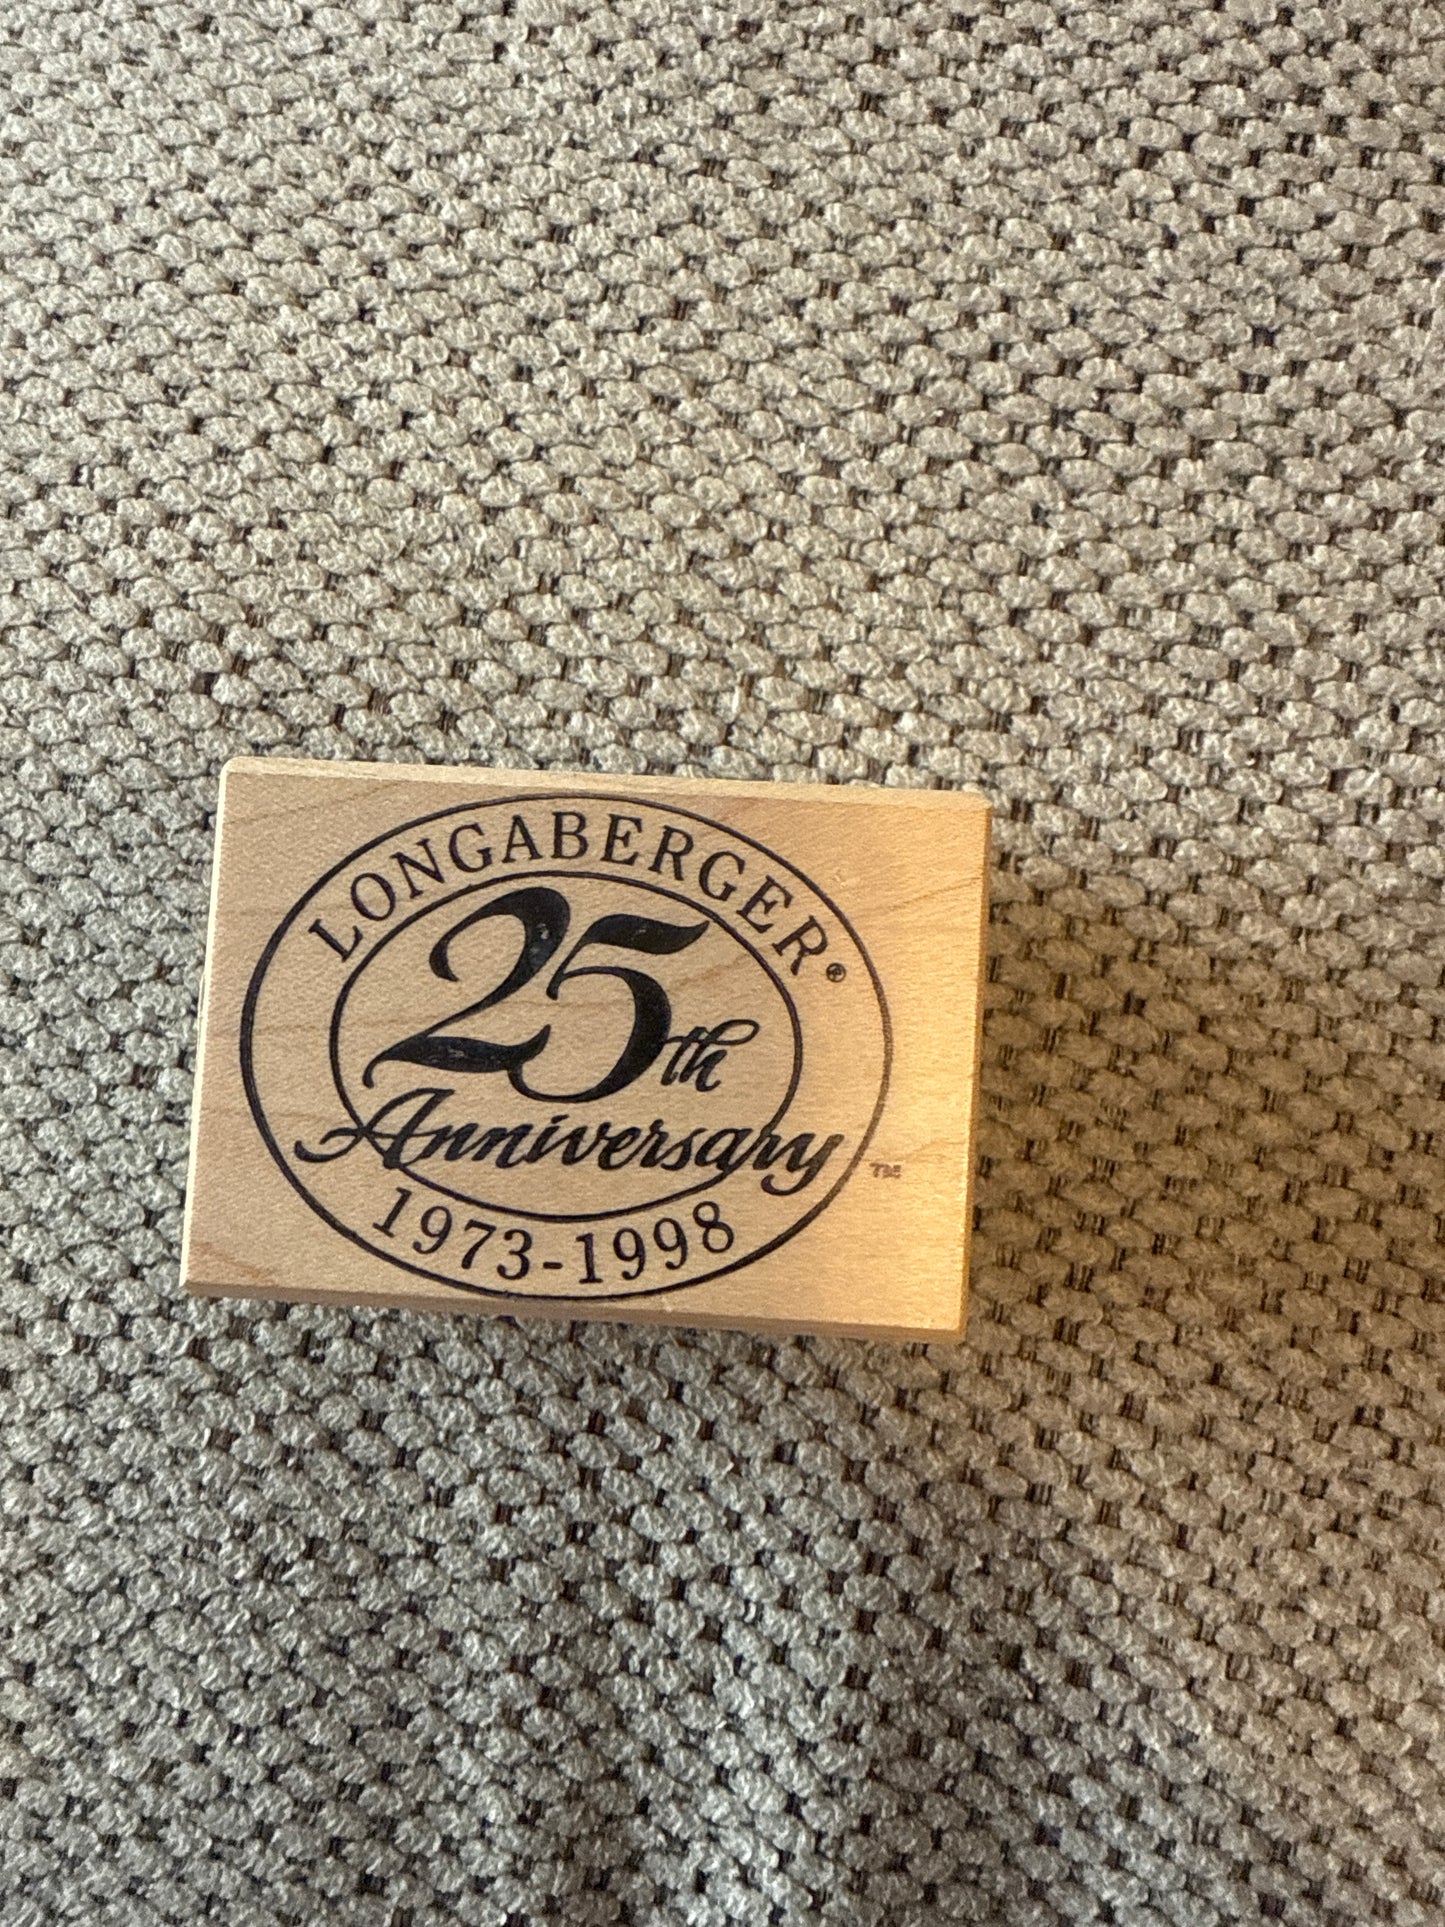 LONGABERGER®
25th
Anniversary™
1973-1998